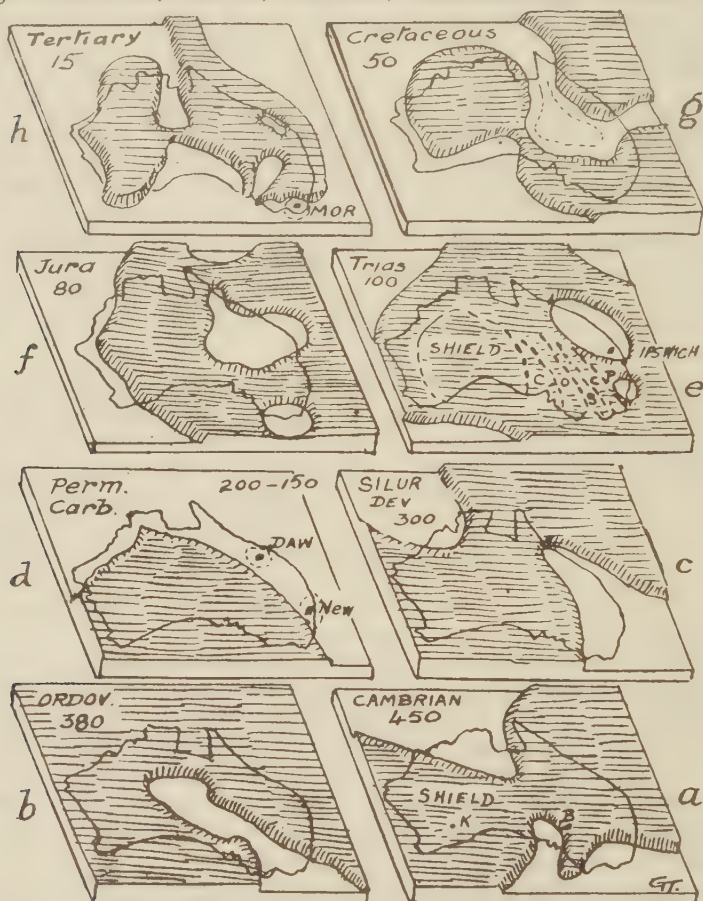 Tertiary
15
h
MOR
Cretaceous
50
g
Jura
80
f
Trias
100
SHIELD
COCP
IPSWICH
e
Perm.
Carb.
200-150
DAW
New
d
SILUR
DEV
300
c
ORDOV.
380
b
CAMBRIAN
450
SHIELD
K
B
a
GT.